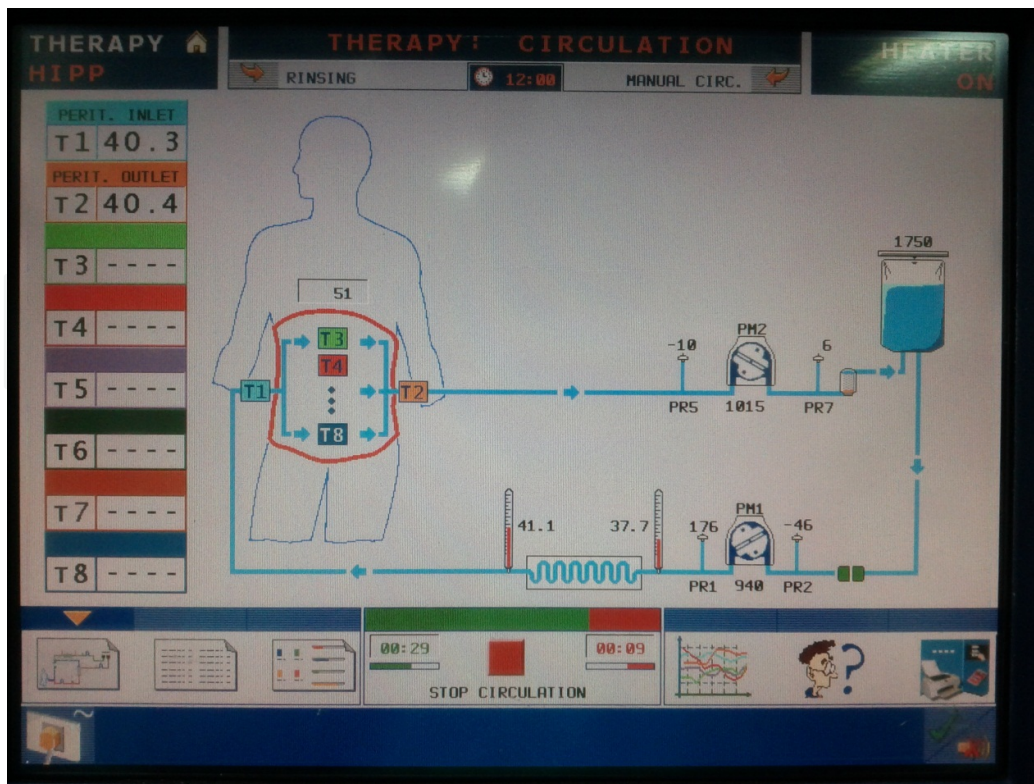 THERAPY
HIPP
THERAPY: CIRCULATION
RINSING
12:00
MANUAL CIRC.
HEATER
ON
PERIT. INLET
T1 40.3
PERIT. OUTLET
T2 40.4
T3 ----
T4 ----
T5 ----
T6 ----
T7 ----
T8 ----
51
T3
T4
T1
T2
T8
1750
-10
PM2
6
PR5
1015
PR7
41.1
37.7
176
PM1
-46
PR1
940
PR2
00:29
00:09
STOP CIRCULATION
?
~